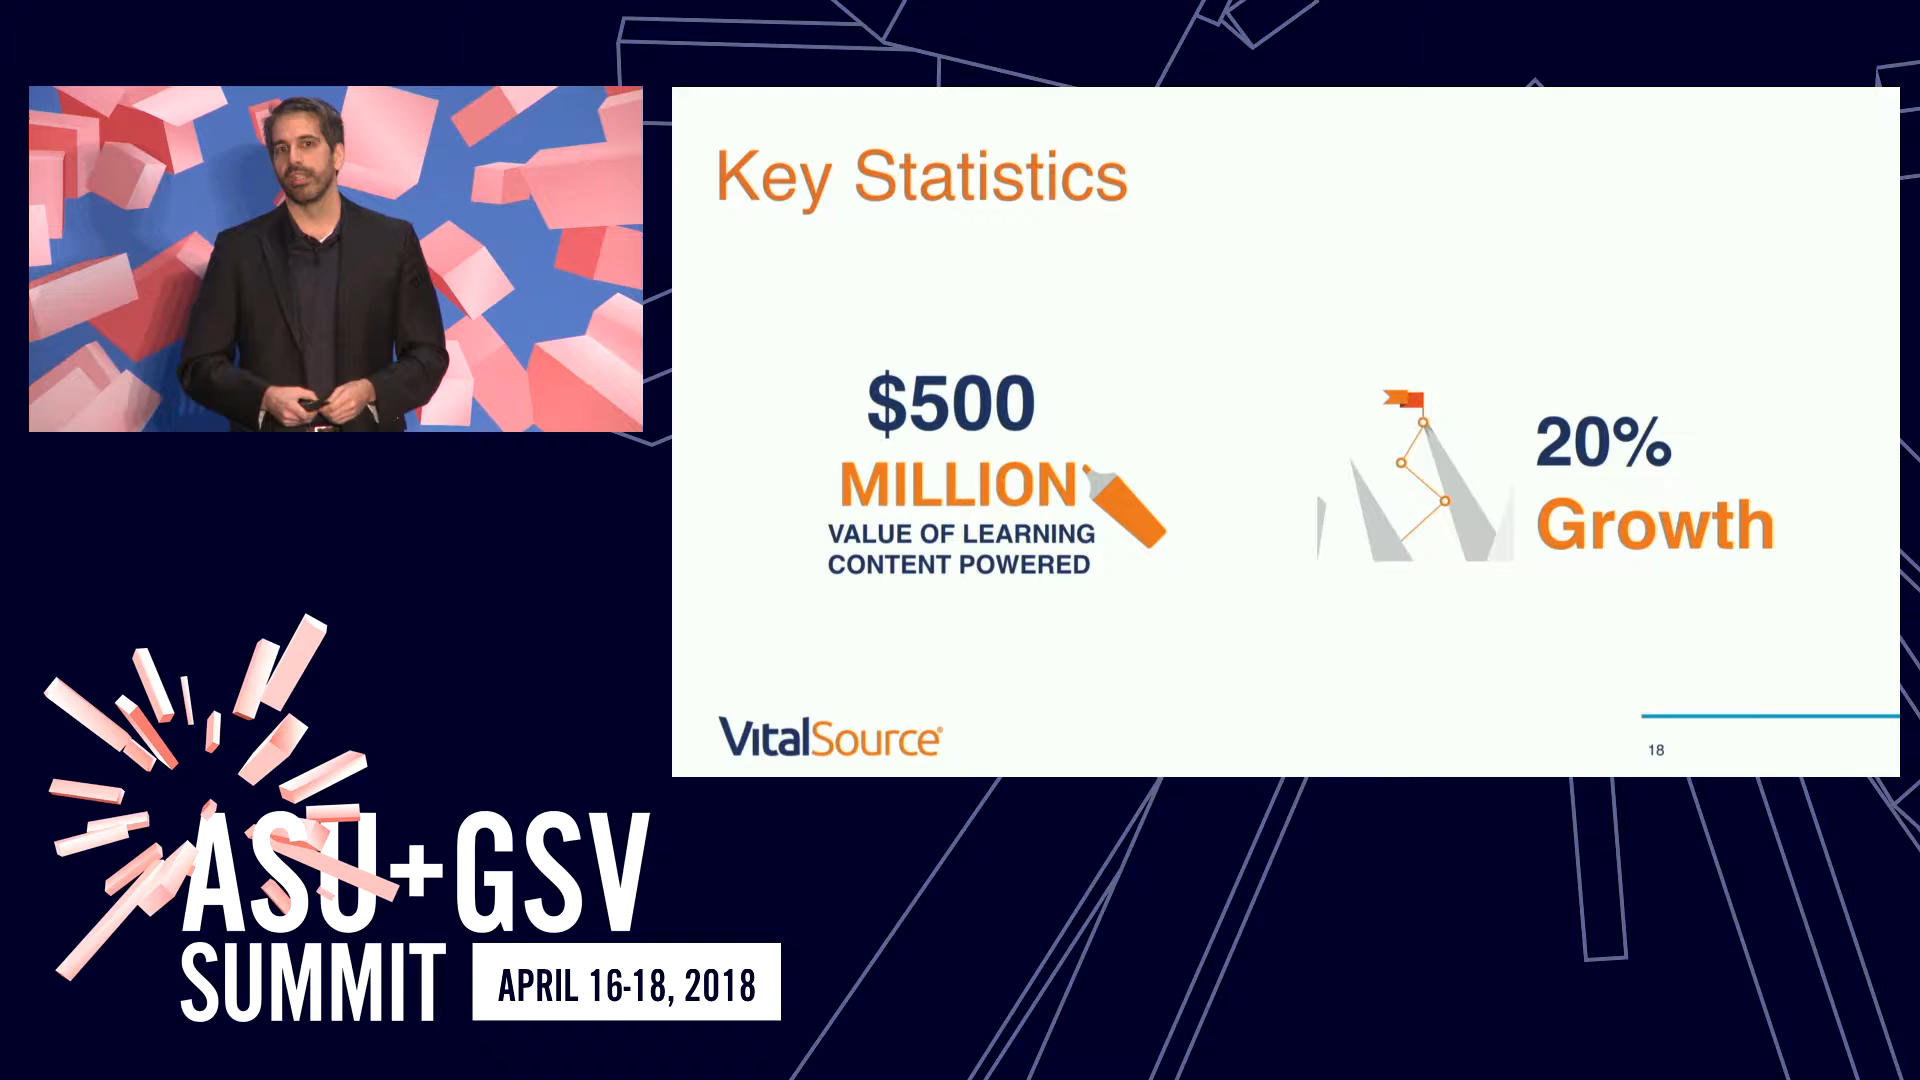 Key Statistics
$500
MILLION
VALUE OF LEARNING
CONTENT POWERED
20%
Growth
VitalSource®
18
ASU+GSV
SUMMIT
APRIL 16-18, 2018